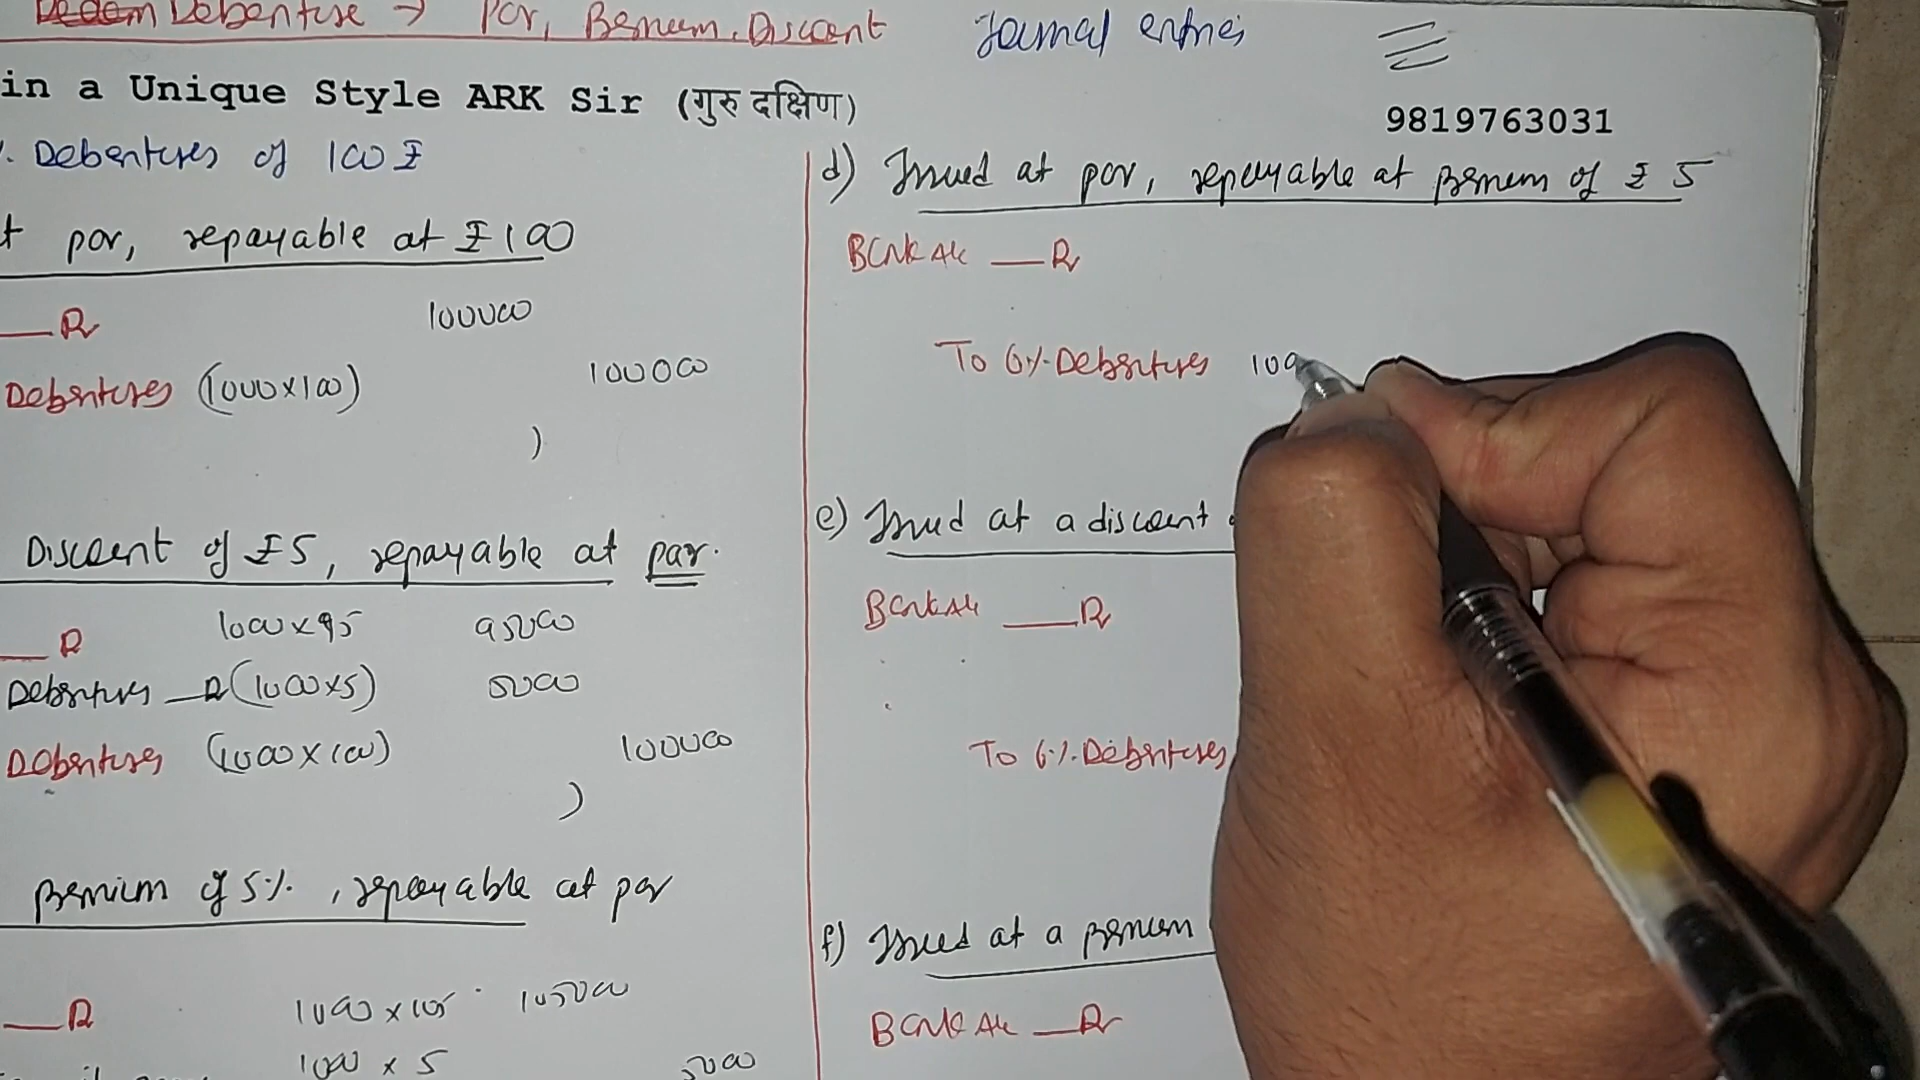 Debenture → Par, Premium, Discount Journal entries
in a Unique Style ARK Sir (गुरु दक्षिण)
9819763031
Debentures of 100 ₹
t par, repayable at ₹100
Dr 100000
Debentures (1000×100) 100000
)
Discount of ₹5, repayable at par.
Dr 1000×95 95000
Debentures Dr (1000×5) 5000
Debentures (1000×100) 100000
)
premium of 5%, repayable at par
Dr 1000×105 105000
1000 × 5 5000
d) Issued at par, repayable at premium of ₹ 5
Bank A/c Dr
To 6% Debentures 100
e) Issued at a discount
Bank A/c Dr
To 6% Debentures
f) Issued at a premium
Bank A/c Dr